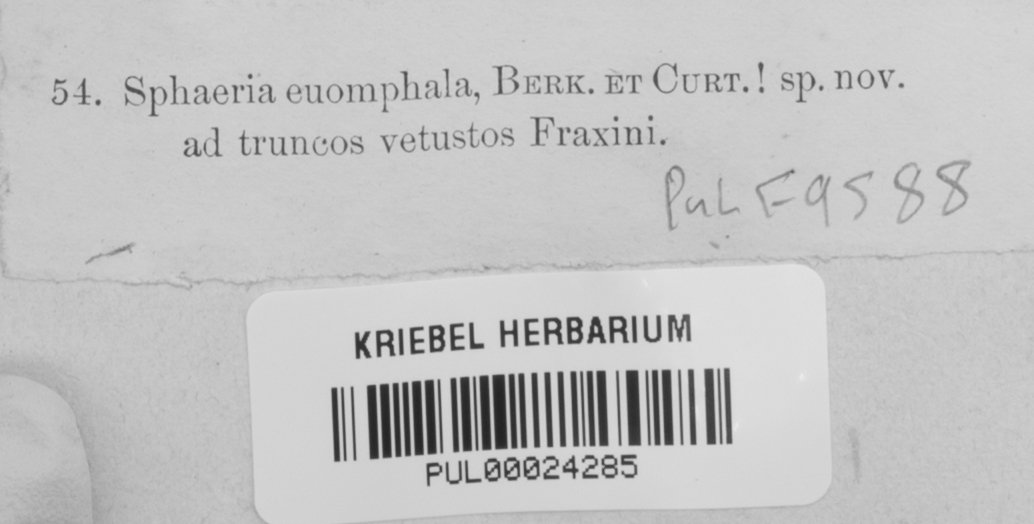 54. Sphaeria euomphala, BERK. ET CURT.! sp. nov.
ad truncos vetustos Fraxini.
PUL F9588
KRIEBEL HERBARIUM
PUL00024285